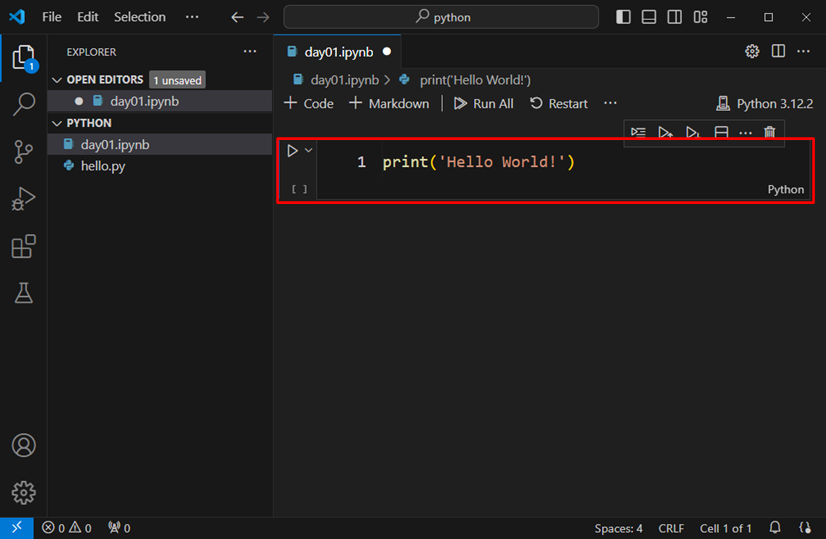 File Edit Selection ··· python
EXPLORER ···
OPEN EDITORS 1 unsaved
day01.ipynb
PYTHON
day01.ipynb
hello.py
1
day01.ipynb
day01.ipynb > print('Hello World!')
+ Code + Markdown | Run All Restart ··· Python 3.12.2
1 print('Hello World!')
[ ] Python
0 0 0 Spaces: 4 CRLF Cell 1 of 1